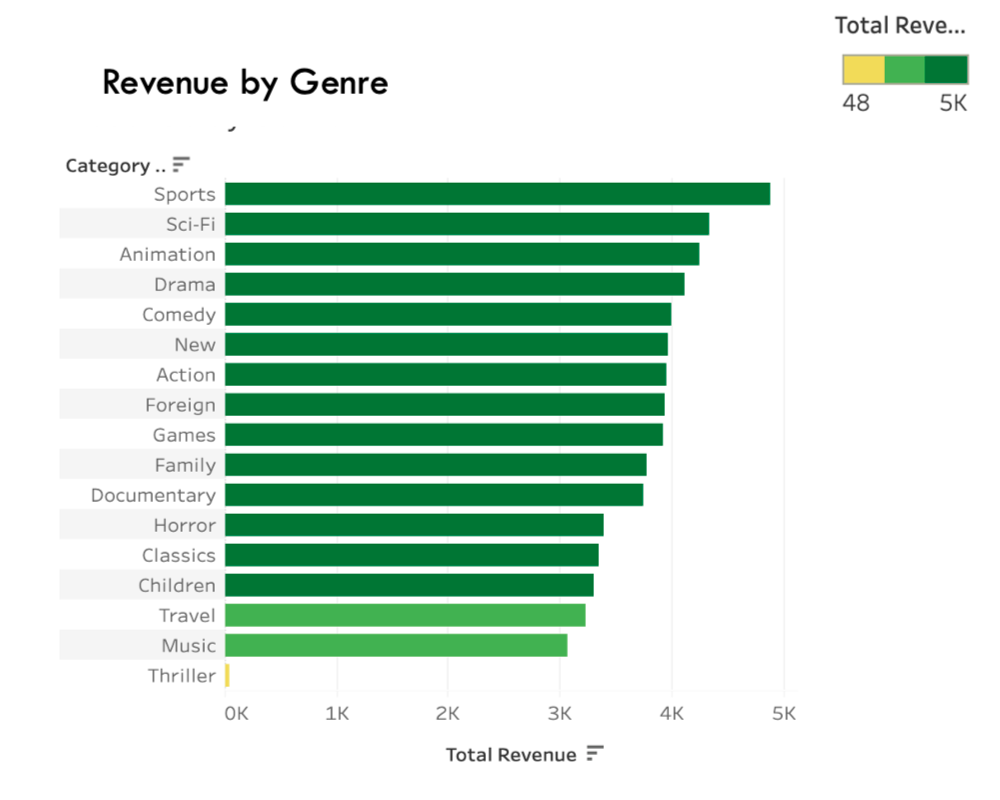 Total Reve...
48 5K
Revenue by Genre
Category ..
Sports
Sci-Fi
Animation
Drama
Comedy
New
Action
Foreign
Games
Family
Documentary
Horror
Classics
Children
Travel
Music
Thriller
0K 1K 2K 3K 4K 5K
Total Revenue